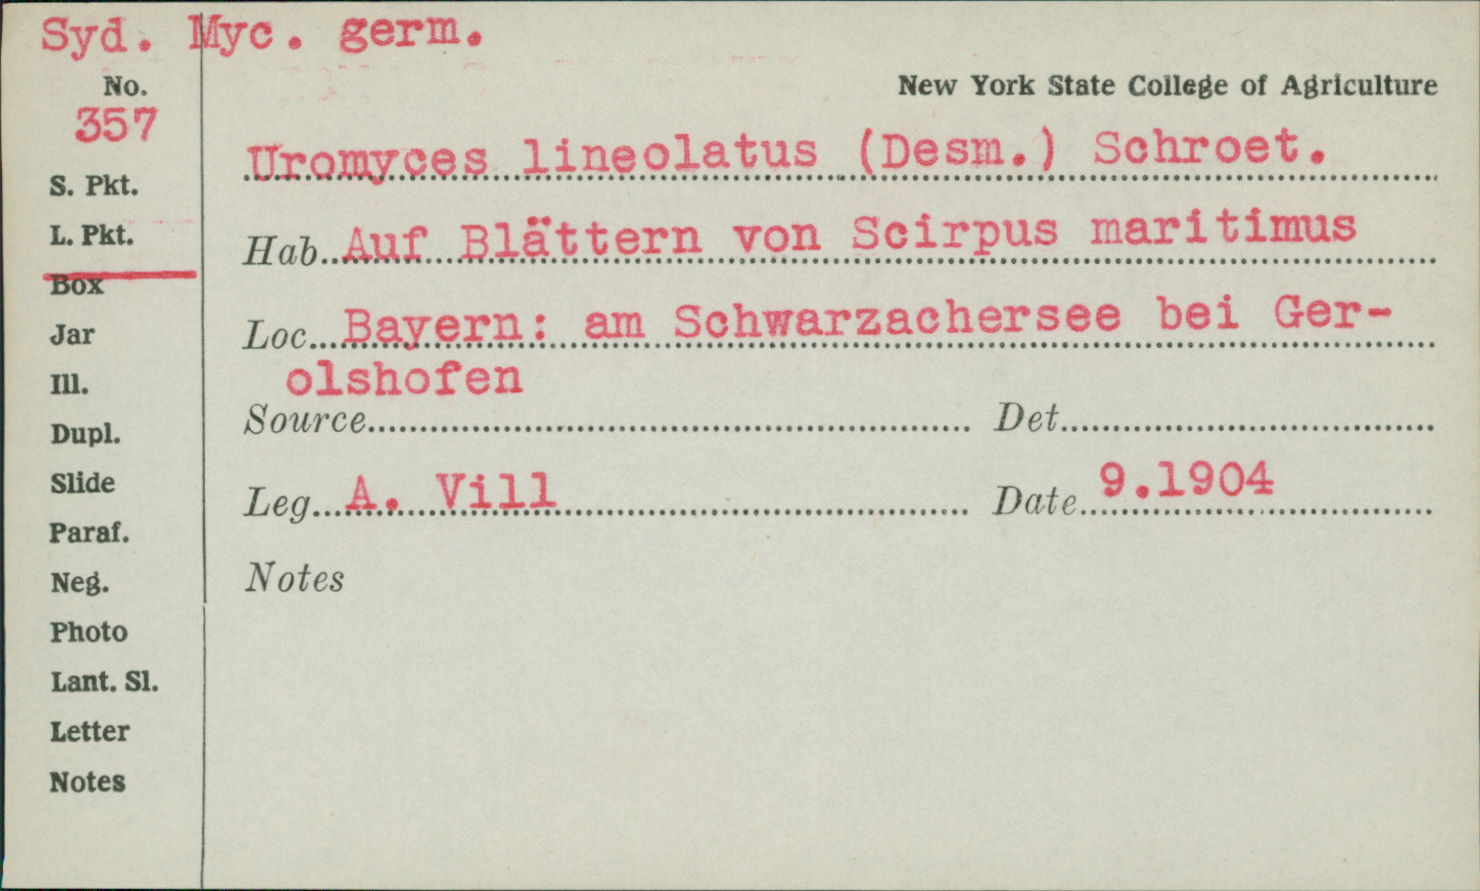 Syd. Myc. germ.
No.
New York State College of Agriculture
357
Uromyces lineolatus (Desm.) Schroet.
S. Pkt.
L. Pkt.
Hab. Auf Blättern von Scirpus maritimus
Box
Jar
Loc. Bayern: am Schwarzachersee bei Ger-
olshofen
Ill.
Source
Det.
Dupl.
Slide
Leg. A. Vill
Date 9.1904
Paraf.
Neg.
Notes
Photo
Lant. Sl.
Letter
Notes